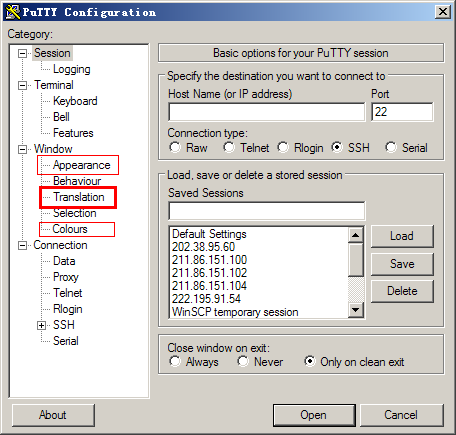 PuTTY Configuration
Category:
Session
Logging
Terminal
Keyboard
Bell
Features
Window
Appearance
Behaviour
Translation
Selection
Colours
Connection
Data
Proxy
Telnet
Rlogin
SSH
Serial
Basic options for your PuTTY session
Specify the destination you want to connect to
Host Name (or IP address) Port
22
Connection type:
Raw Telnet Rlogin SSH Serial
Load, save or delete a stored session
Saved Sessions
Default Settings
202.38.95.60
211.86.151.100
211.86.151.102
211.86.151.104
222.195.91.54
WinSCP temporary session
Load
Save
Delete
Close window on exit:
Always Never Only on clean exit
About Open Cancel